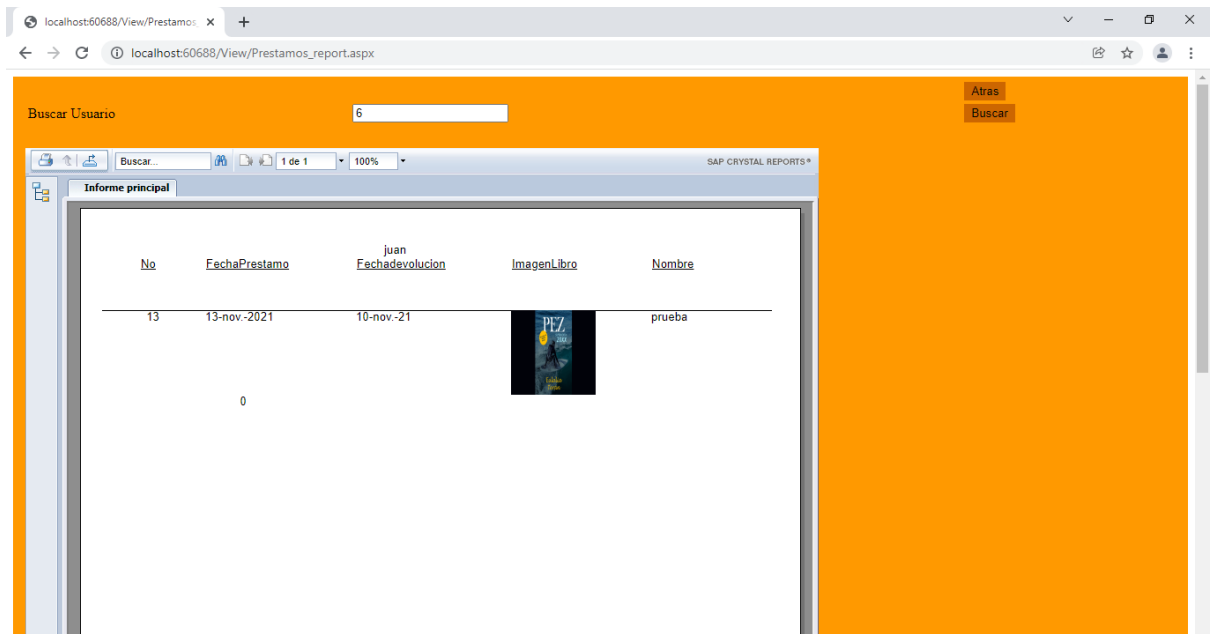 localhost:60688/View/Prestamos_
localhost:60688/View/Prestamos_report.aspx
Atras
Buscar Usuario
6
Buscar
Buscar...
1 de 1
100%
SAP CRYSTAL REPORTS®
Informe principal
juan
No FechaPrestamo Fechadevolucion ImagenLibro Nombre
13 13-nov.-2021 10-nov.-21 prueba
PEZ
0